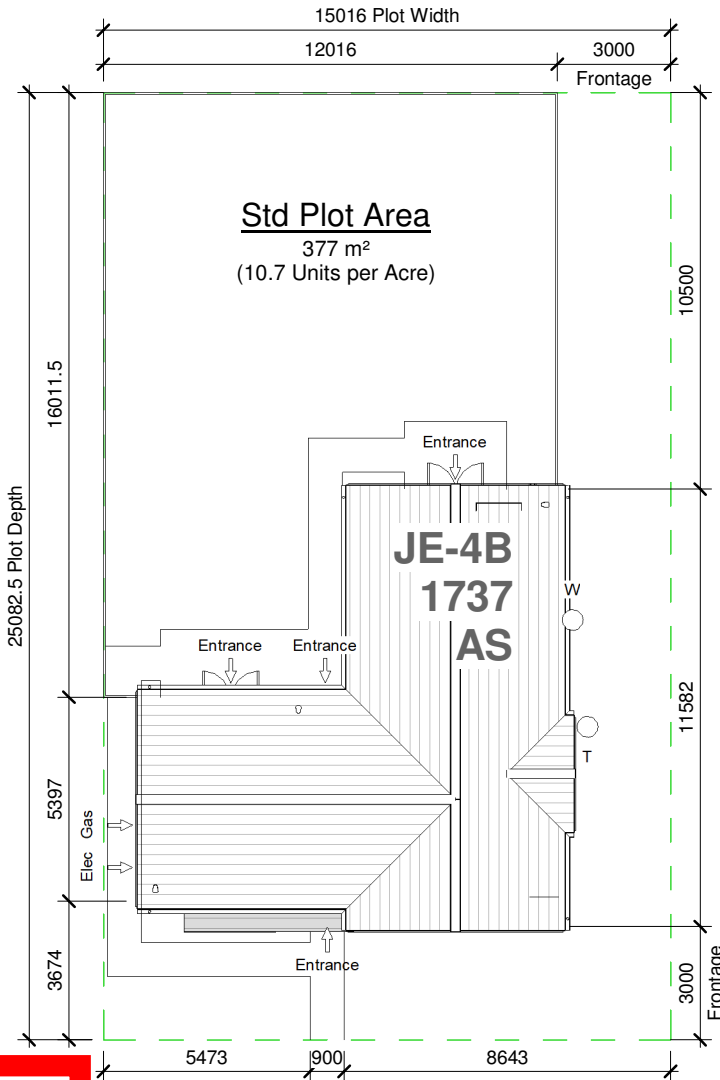 15016 Plot Width
12016
3000
Frontage
Std Plot Area
377 m²
(10.7 Units per Acre)
10500
16011.5
25082.5 Plot Depth
Entrance
JE-4B
1737
AS
W
Entrance
Entrance
T
11582
5397
Elec Gas
3674
Entrance
3000
Frontage
5473
900
8643